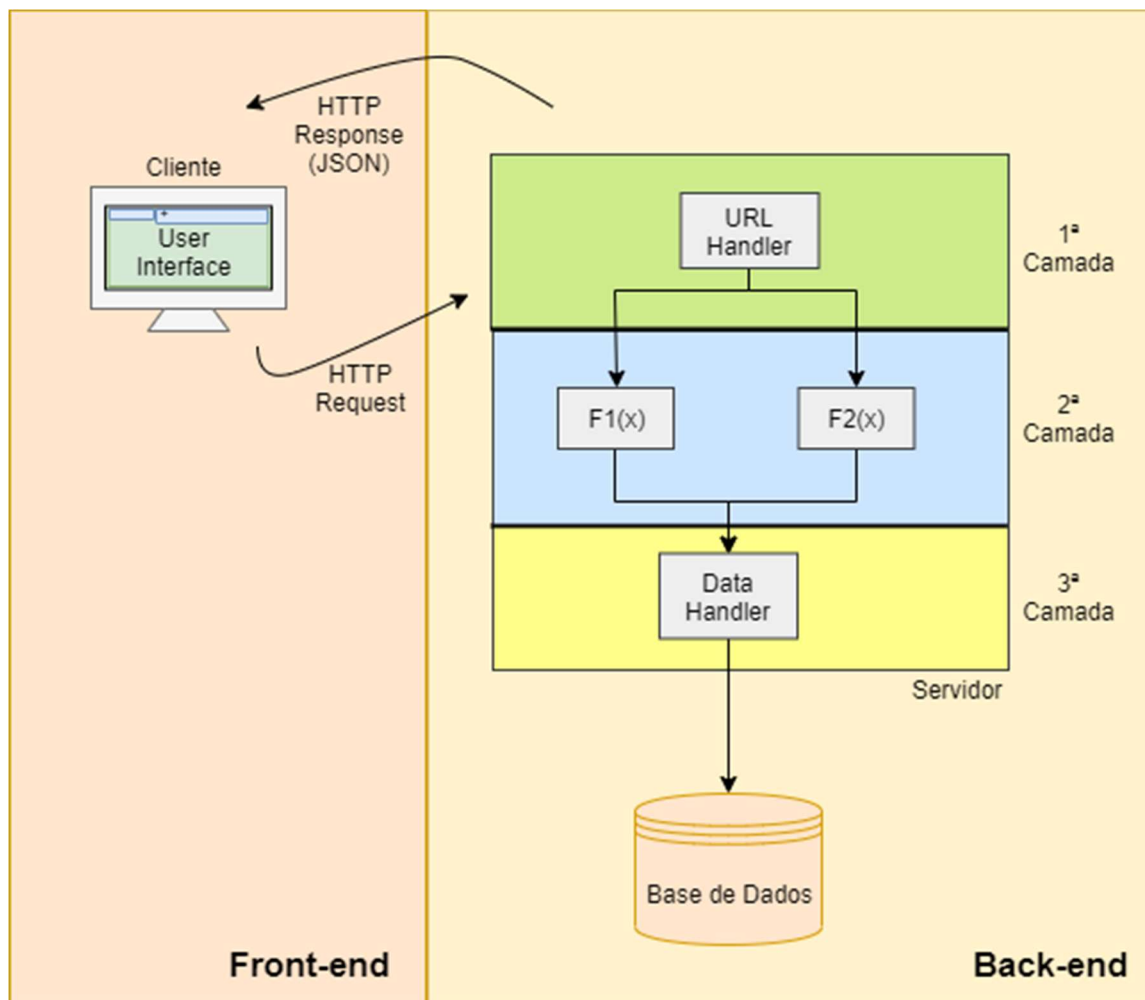 HTTP
Response
(JSON)
Cliente
User
Interface
HTTP
Request
URL
Handler
1ª
Camada
F1(x)
F2(x)
2ª
Camada
Data
Handler
3ª
Camada
Servidor
Base de Dados
Front-end
Back-end